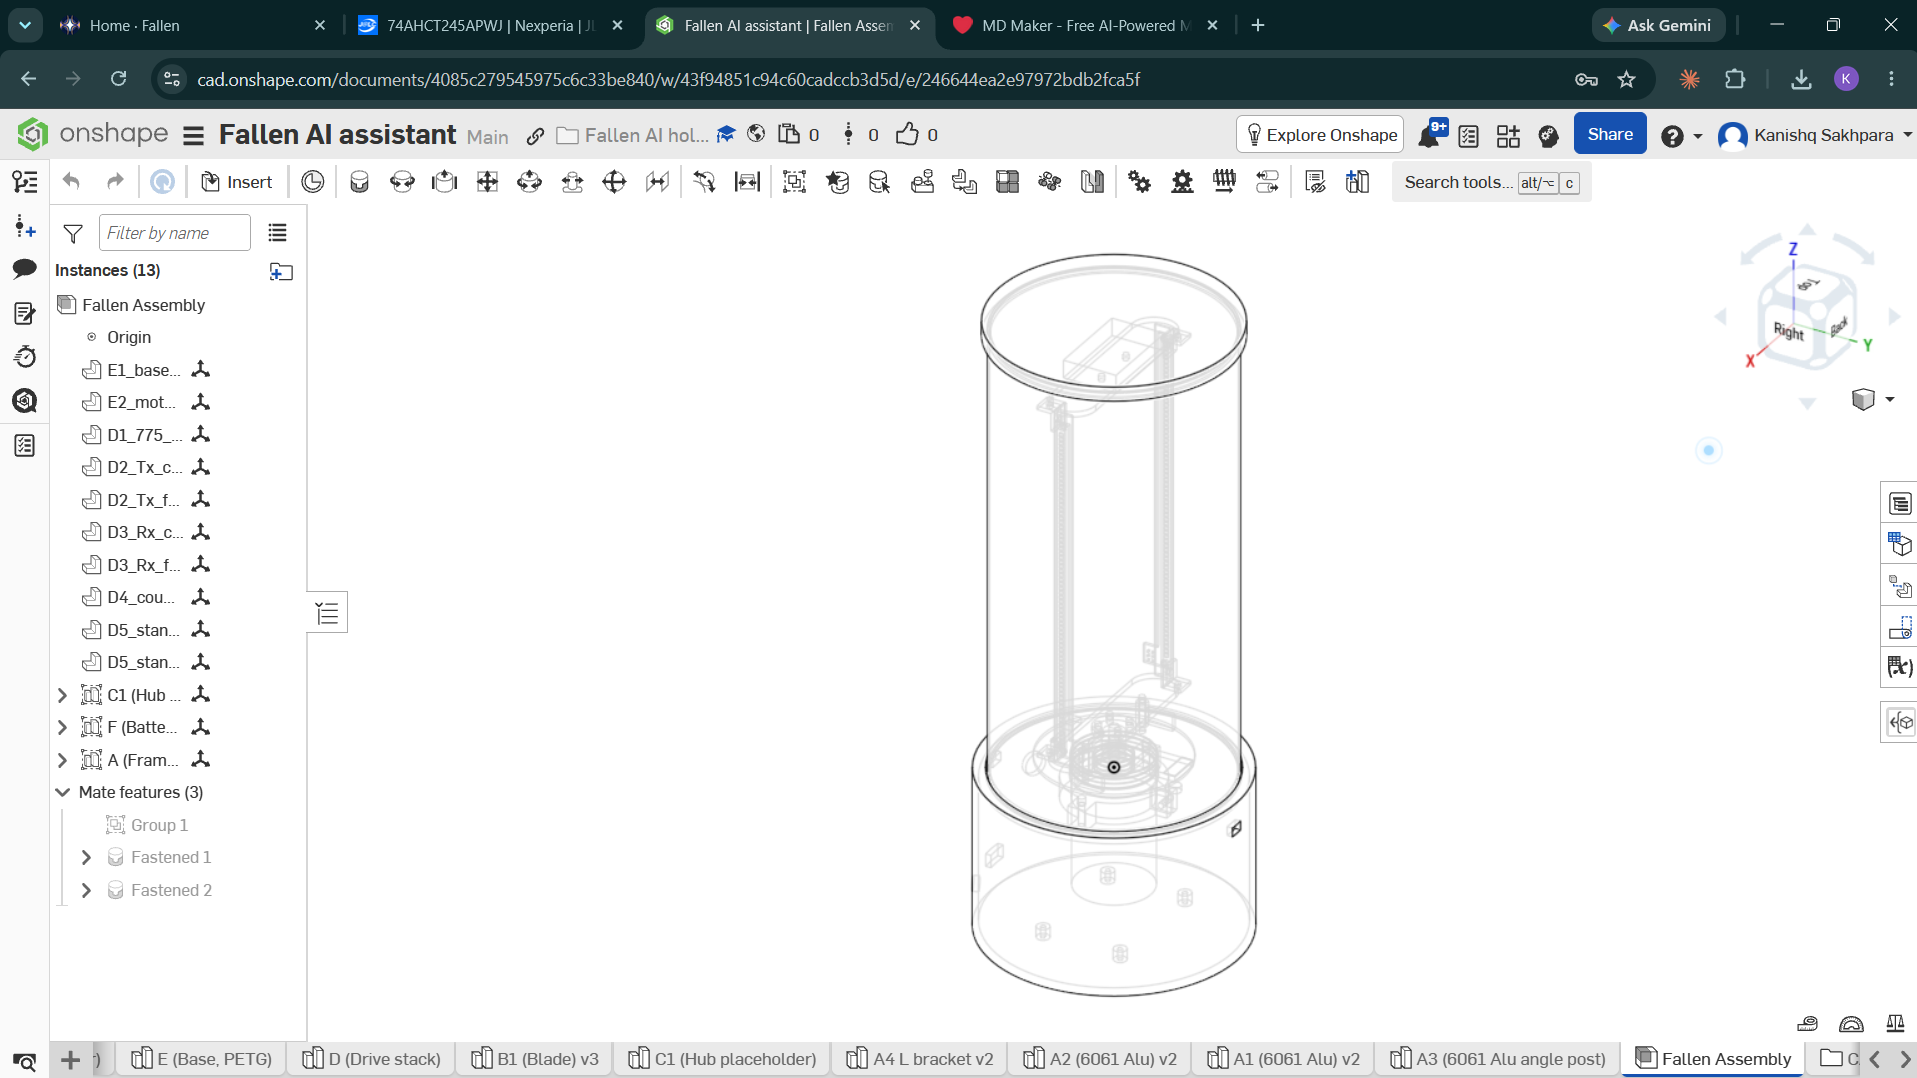 Home · Fallen
74AHCT245APWJ | Nexperia | JL
Fallen AI assistant | Fallen Assem
MD Maker - Free AI-Powered M
Ask Gemini
cad.onshape.com/documents/4085c279545975c6c33be840/w/43f94851c94c60cadccb3d5d/e/246644ea2e97972bdb2fca5f
K
onshape
Fallen AI assistant
Main
Fallen AI hol...
0
0
0
Explore Onshape
9+
Share
Kanishq Sakhpara
Insert
Search tools... alt/⌥ c
Filter by name
Instances (13)
Fallen Assembly
Origin
E1_base...
E2_mot...
D1_775_...
D2_Tx_c...
D2_Tx_f...
D3_Rx_c...
D3_Rx_f...
D4_cou...
D5_stan...
D5_stan...
C1 (Hub ...
F (Batte...
A (Fram...
Mate features (3)
Group 1
Fastened 1
Fastened 2
Z
Top
Right
Back
X
Y
)
E (Base, PETG)
D (Drive stack)
B1 (Blade) v3
C1 (Hub placeholder)
A4 L bracket v2
A2 (6061 Alu) v2
A1 (6061 Alu) v2
A3 (6061 Alu angle post)
Fallen Assembly
C